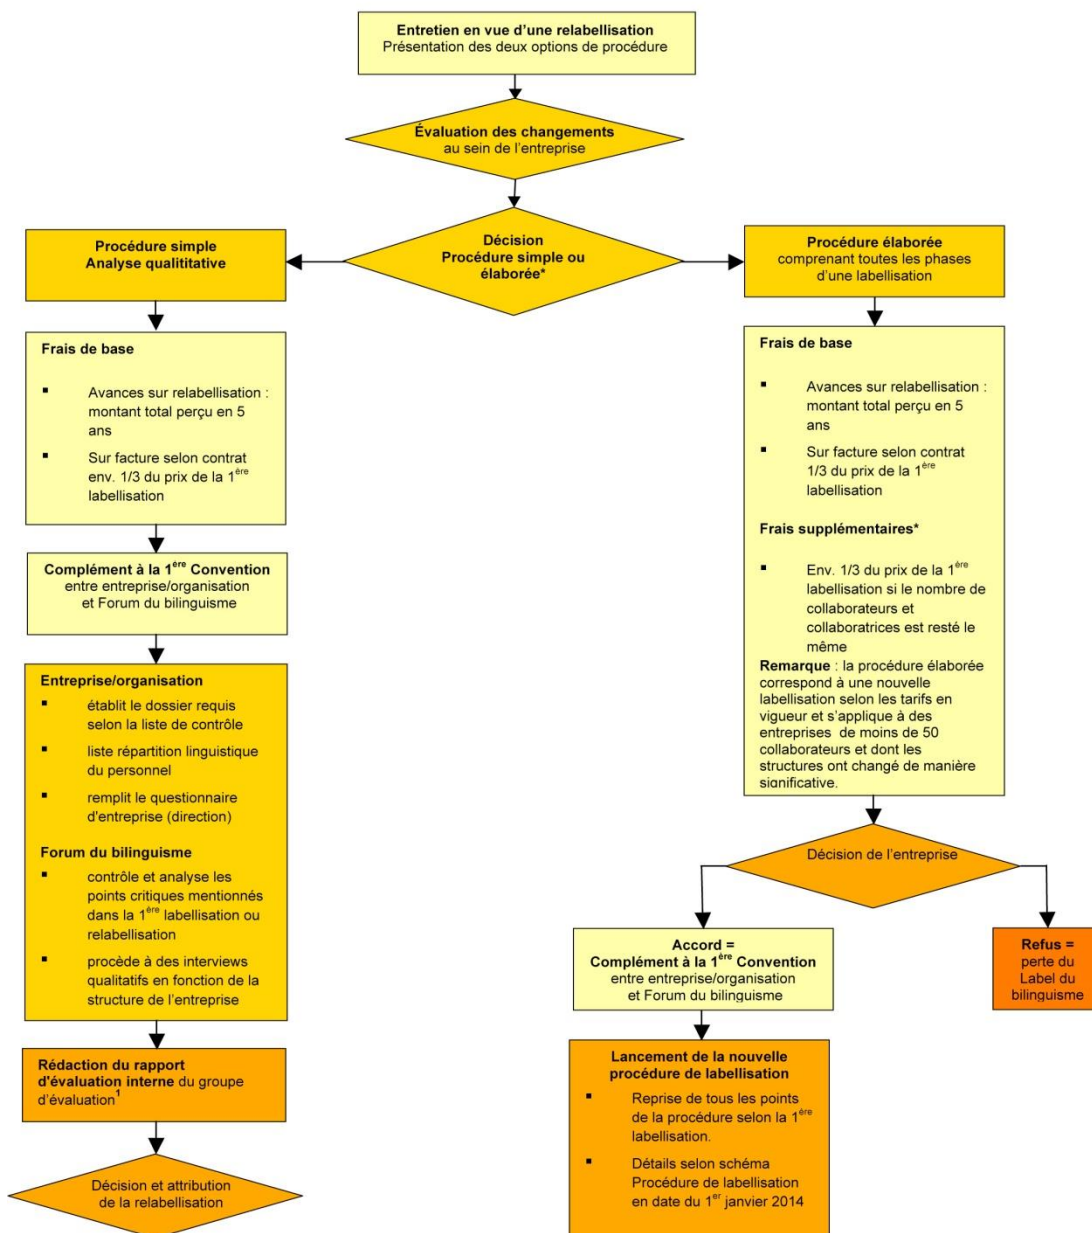 Entretien en vue d'une relabellisation
Présentation des deux options de procédure
Évaluation des changements
au sein de l'entreprise
Décision
Procédure simple ou
élaborée*
Procédure simple
Analyse qualititative
Frais de base
▪ Avances sur relabellisation :
montant total perçu en 5
ans
▪ Sur facture selon contrat
env. 1/3 du prix de la 1ère
labellisation
Complément à la 1ère Convention
entre entreprise/organisation
et Forum du bilinguisme
Entreprise/organisation
▪ établit le dossier requis
selon la liste de contrôle
▪ liste répartition linguistique
du personnel
▪ remplit le questionnaire
d'entreprise (direction)
Forum du bilinguisme
▪ contrôle et analyse les
points critiques mentionnés
dans la 1ère labellisation ou
relabellisation
▪ procède à des interviews
qualitatifs en fonction de la
structure de l'entreprise
Rédaction du rapport
d'évaluation interne du groupe
d'évaluation1
Décision et attribution
de la relabellisation
Procédure élaborée
comprenant toutes les phases
d'une labellisation
Frais de base
▪ Avances sur relabellisation :
montant total perçu en 5
ans
▪ Sur facture selon contrat
1/3 du prix de la 1ère
labellisation
Frais supplémentaires*
▪ Env. 1/3 du prix de la 1ère
labellisation si le nombre de
collaborateurs et
collaboratrices est resté le
même
Remarque : la procédure élaborée
correspond à une nouvelle
labellisation selon les tarifs en
vigueur et s'applique à des
entreprises de moins de 50
collaborateurs et dont les
structures ont changé de manière
significative.
Décision de l'entreprise
Accord =
Complément à la 1ère Convention
entre entreprise/organisation
et Forum du bilinguisme
Refus =
perte du
Label du
bilinguisme
Lancement de la nouvelle
procédure de labellisation
▪ Reprise de tous les points
de la procédure selon la 1ère
labellisation.
▪ Détails selon schéma
Procédure de labellisation
en date du 1er janvier 2014